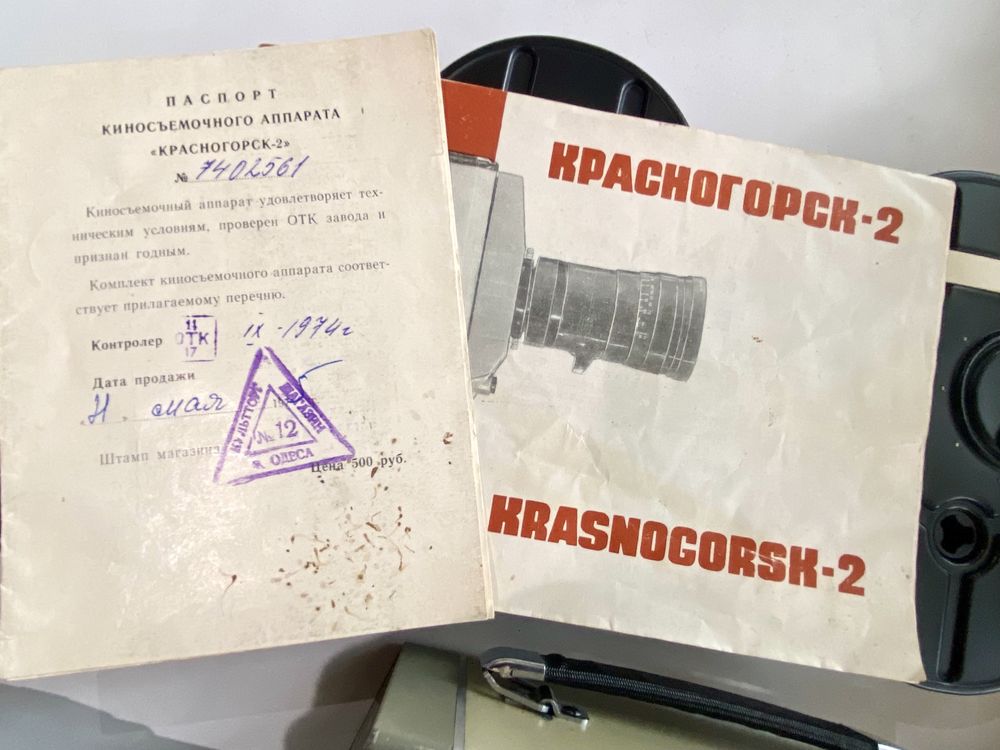 ПАСПОРТ
КИНОСЪЕМОЧНОГО АППАРАТА
«КРАСНОГОРСК-2»
№ 7402561
Киносъемочный аппарат удовлетворяет тех-
ническим условиям, проверен ОТК завода и
признан годным.
Комплект киносъемочного аппарата соответ-
ствует прилагаемому перечню.
Контролер
11
ОТК
17
IX-1974г
Дата продажи
мая
Штамп магазина
КУЛЬТТОРГ
МАГАЗИН
№ 12
ОДЕСА
Цена 500 руб.
КРАСНОГОРСК-2
KRASNOGORSK-2